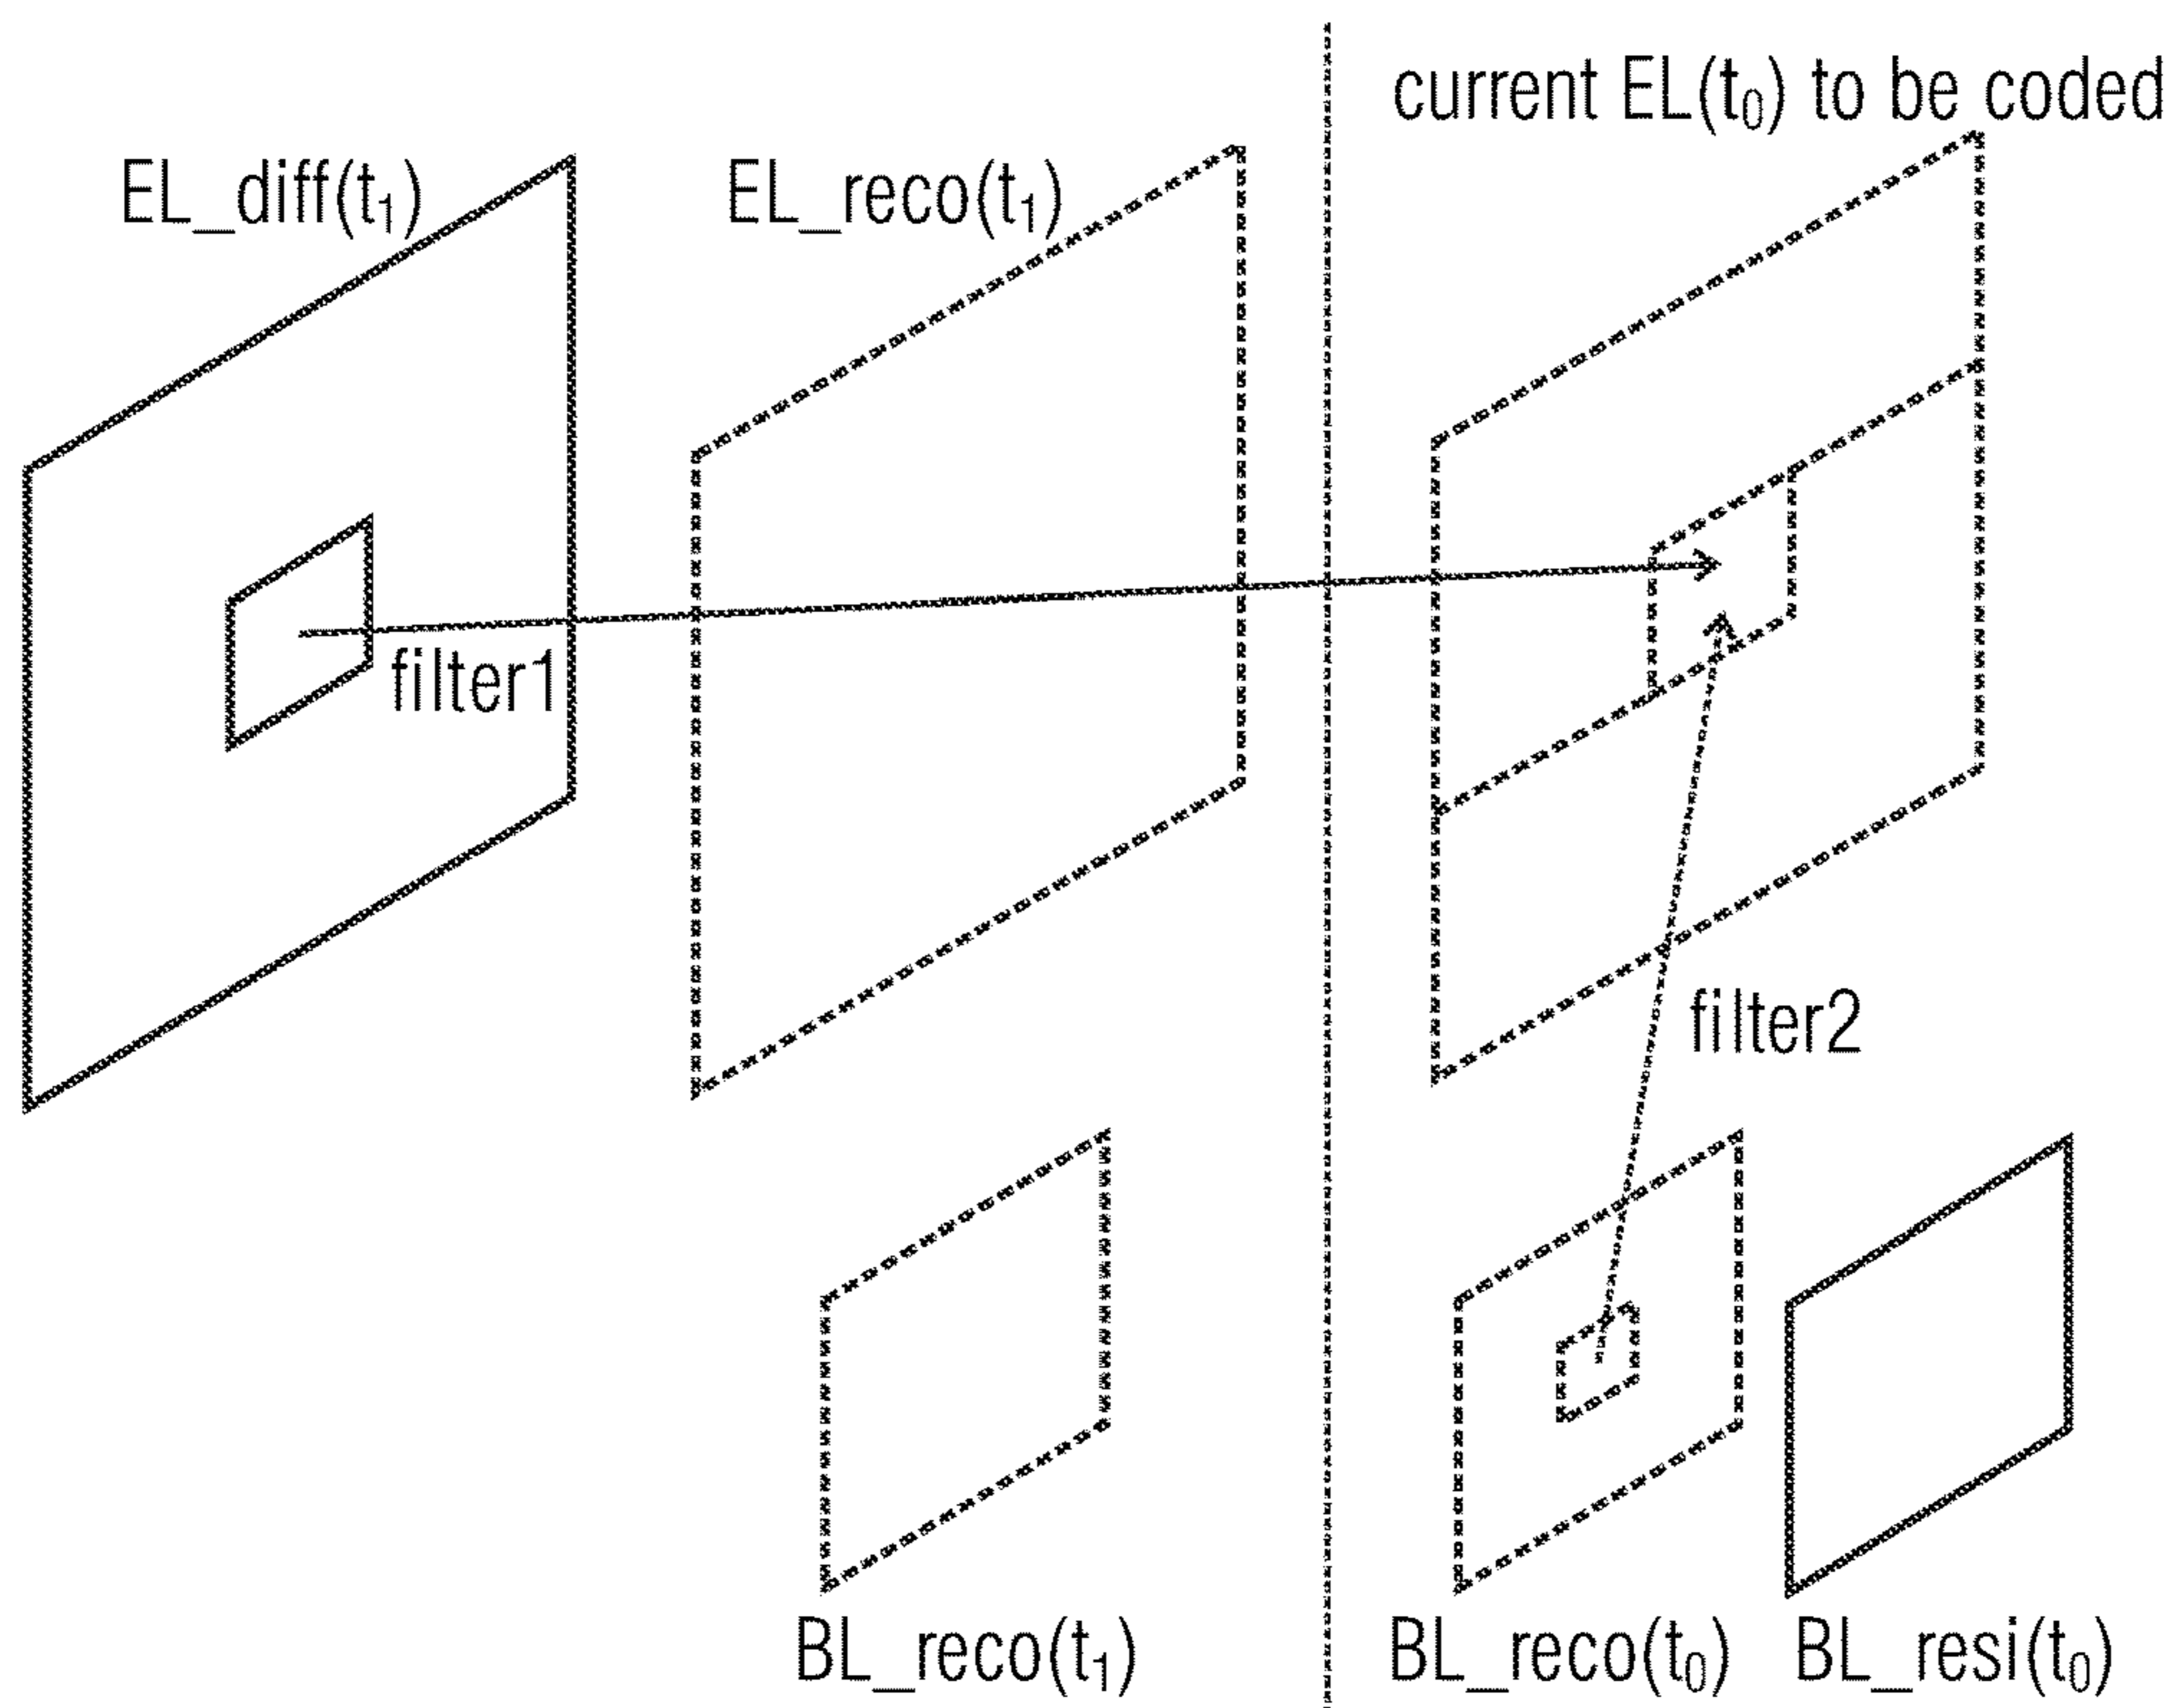 current EL(t₀) to be coded
EL_diff(t₁)
EL_reco(t₁)
filter1
filter2
BL_reco(t₁)
BL_reco(t₀)
BL_resi(t₀)